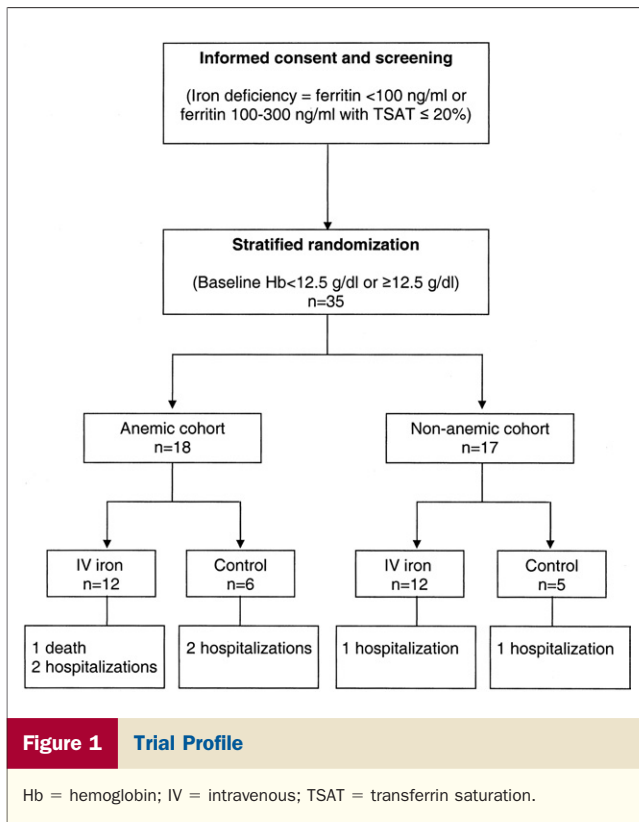 Informed consent and screening
(Iron deficiency = ferritin <100 ng/ml or
ferritin 100-300 ng/ml with TSAT ≤ 20%)
Stratified randomization
(Baseline Hb<12.5 g/dl or ≥12.5 g/dl)
n=35
Anemic cohort
n=18
Non-anemic cohort
n=17
IV iron
n=12
Control
n=6
IV iron
n=12
Control
n=5
1 death
2 hospitalizations
2 hospitalizations
1 hospitalization
1 hospitalization
Figure 1 Trial Profile
Hb = hemoglobin; IV = intravenous; TSAT = transferrin saturation.